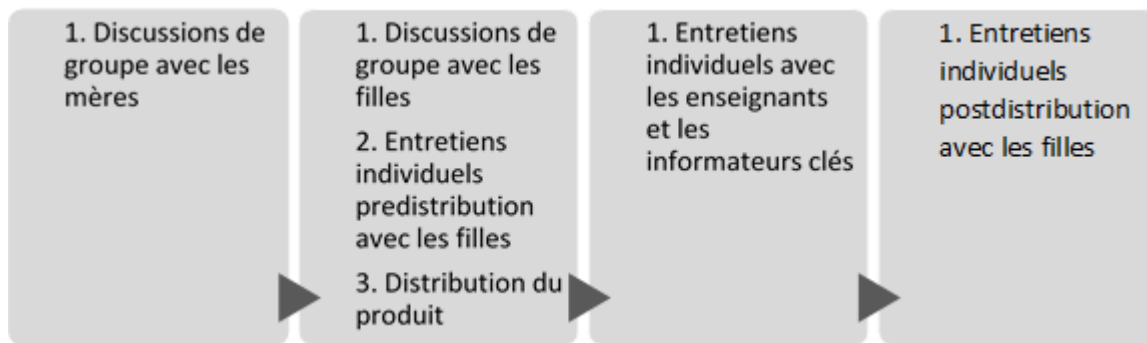 1. Discussions de
groupe avec les
mères
1. Discussions de
groupe avec les
filles
2. Entretiens
individuels
predistribution
avec les filles
3. Distribution du
produit
1. Entretiens
individuels avec
les enseignants
et les
informateurs clés
1. Entretiens
individuels
postdistribution
avec les filles